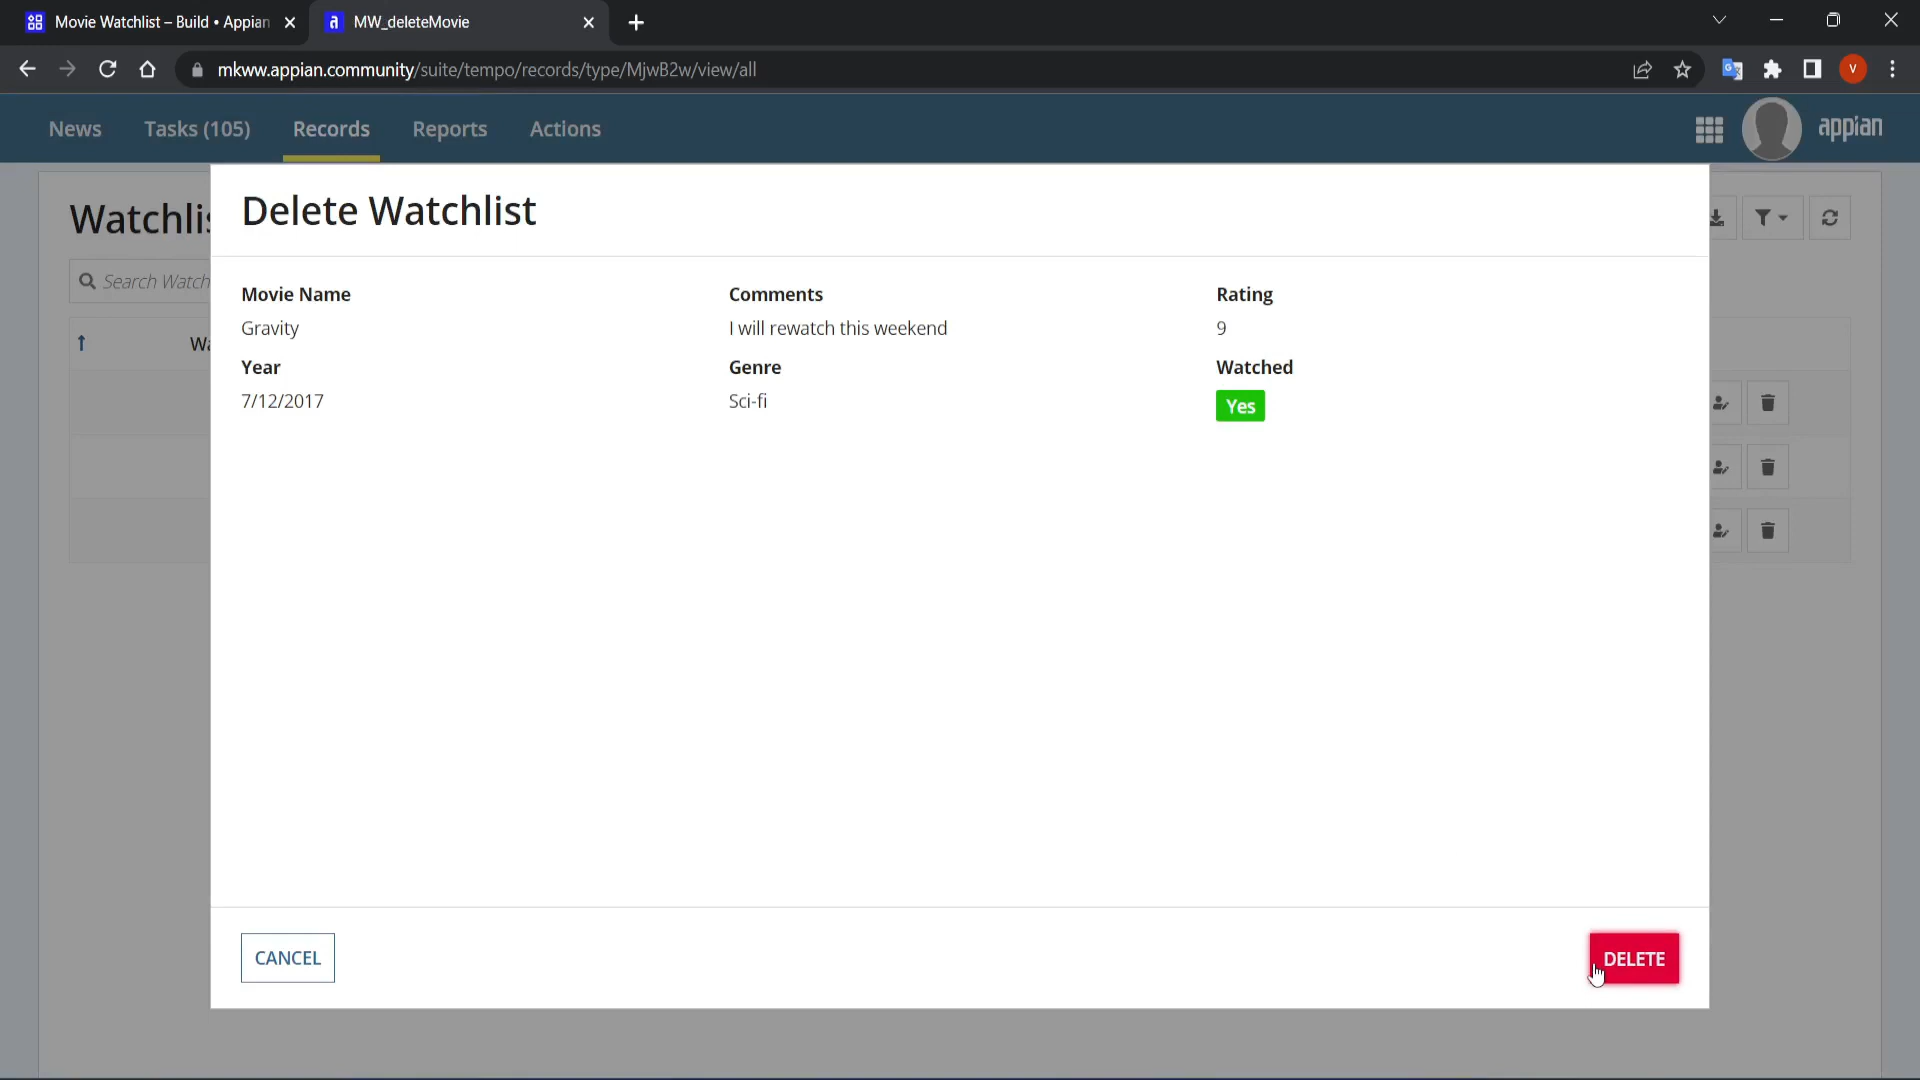 Movie Watchlist – Build • Appian
MW_deleteMovie
mkww.appian.community/suite/tempo/records/type/MjwB2w/view/all
V
News
Tasks (105)
Records
Reports
Actions
appian
Watchlis
Delete Watchlist
Search Watch
Movie Name
Comments
Rating
Gravity
I will rewatch this weekend
9
Wa
Year
Genre
Watched
7/12/2017
Sci-fi
Yes
CANCEL
DELETE